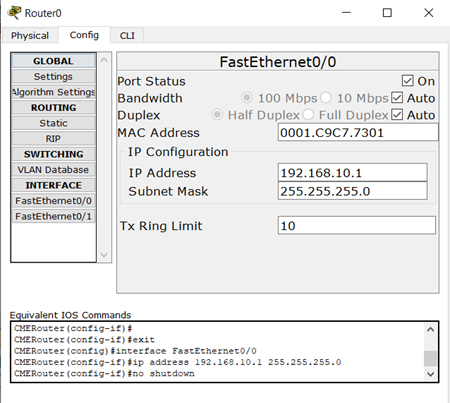 Router0
Physical Config CLI
GLOBAL
Settings
Algorithm Settings
ROUTING
Static
RIP
SWITCHING
VLAN Database
INTERFACE
FastEthernet0/0
FastEthernet0/1
FastEthernet0/0
Port Status On
Bandwidth 100 Mbps 10 Mbps Auto
Duplex Half Duplex Full Duplex Auto
MAC Address 0001.C9C7.7301
IP Configuration
IP Address 192.168.10.1
Subnet Mask 255.255.255.0
Tx Ring Limit 10
Equivalent IOS Commands
CMERouter(config-if)#
CMERouter(config-if)#exit
CMERouter(config)#interface FastEthernet0/0
CMERouter(config-if)#ip address 192.168.10.1 255.255.255.0
CMERouter(config-if)#no shutdown